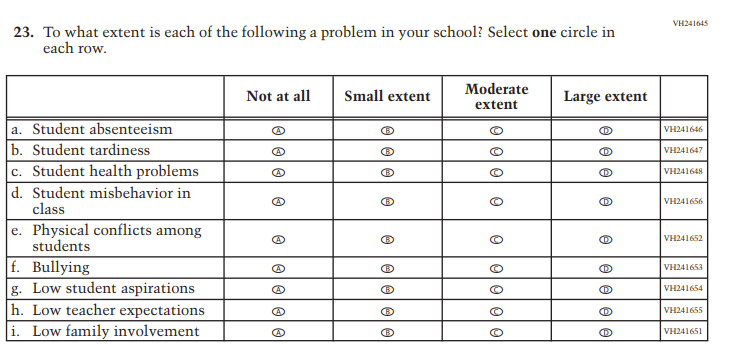 VH241645
23. To what extent is each of the following a problem in your school? Select one circle in
each row.
Not at all Small extent Moderate extent Large extent
a. Student absenteeism A B C D VH241646
b. Student tardiness A B C D VH241647
c. Student health problems A B C D VH241648
d. Student misbehavior in
class A B C D VH241656
e. Physical conflicts among
students A B C D VH241652
f. Bullying A B C D VH241653
g. Low student aspirations A B C D VH241654
h. Low teacher expectations A B C D VH241655
i. Low family involvement A B C D VH241651